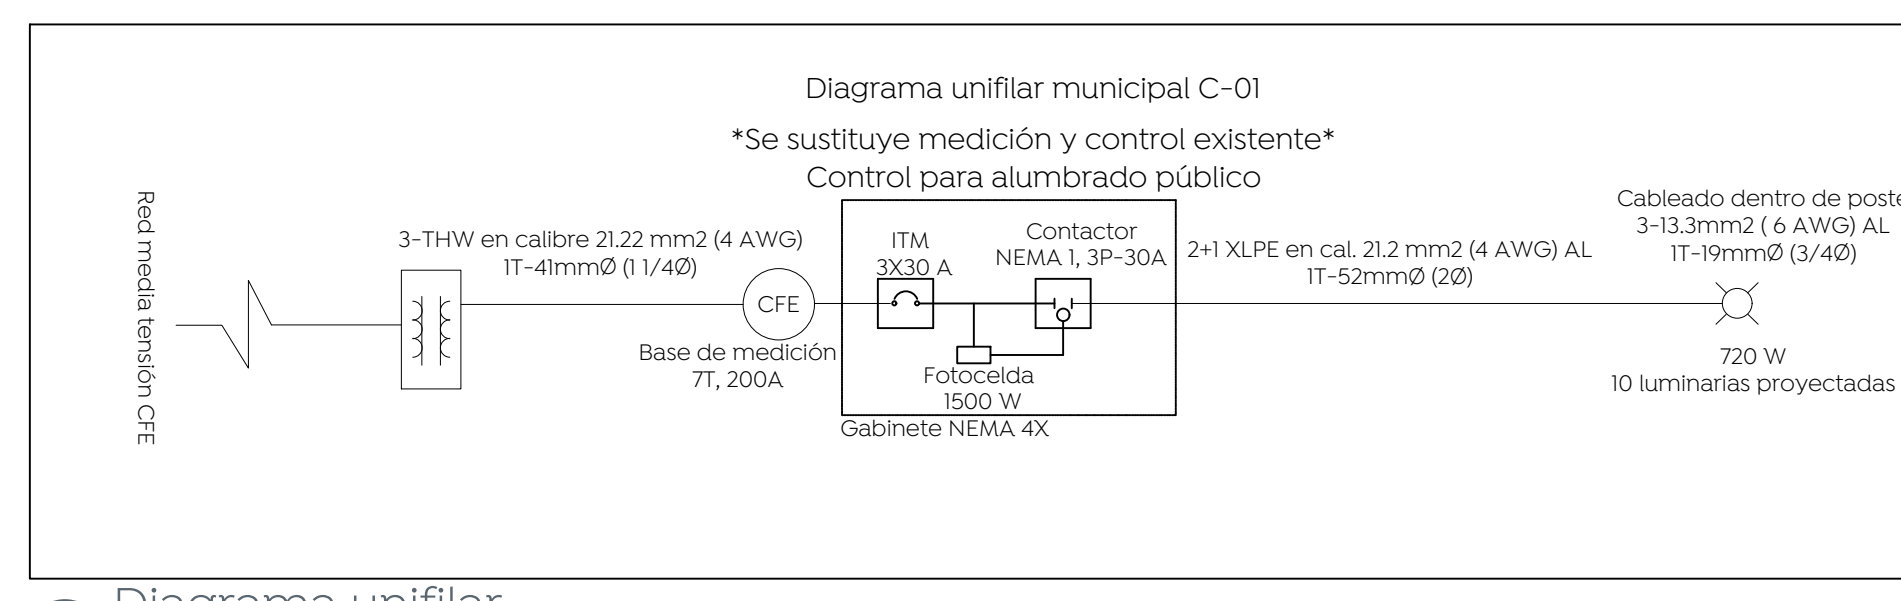 Diagrama unifilar municipal C-01
*Se sustituye medición y control existente*
Control para alumbrado público
Red media tensión CFE
3-THW en calibre 21.22 mm2 (4 AWG)
1T-41mmØ (1 1/4Ø)
CFE
Base de medición
7T, 200A
ITM
3X30 A
Contactor
NEMA 1, 3P-30A
Fotocelda
1500 W
Gabinete NEMA 4X
2+1 XLPE en cal. 21.2 mm2 (4 AWG) AL
1T-52mmØ (2Ø)
Cableado dentro de poste
3-13.3mm2 ( 6 AWG) AL
1T-19mmØ (3/4Ø)
720 W
10 luminarias proyectadas
Diagrama unifilar